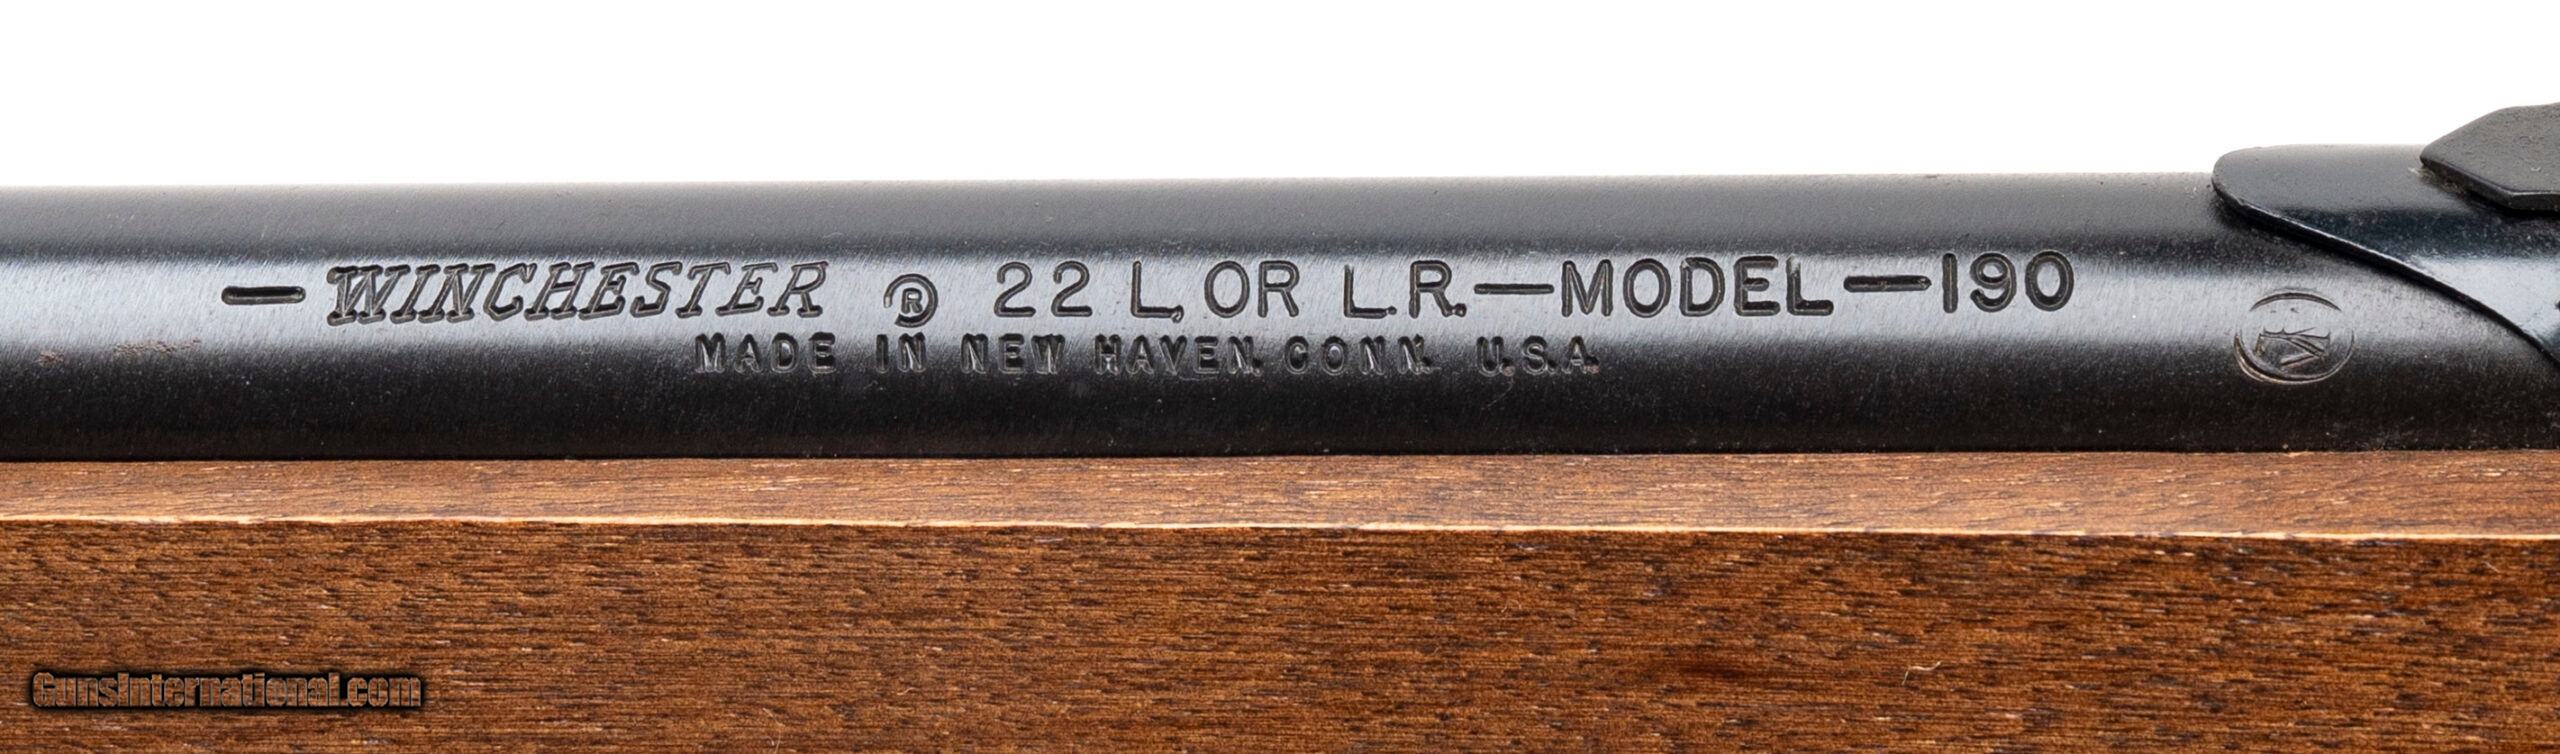 —WINCHESTER ® 22 L, OR L.R.—MODEL—190
MADE IN NEW HAVEN. CONN. U.S.A.
GunsInternational.com